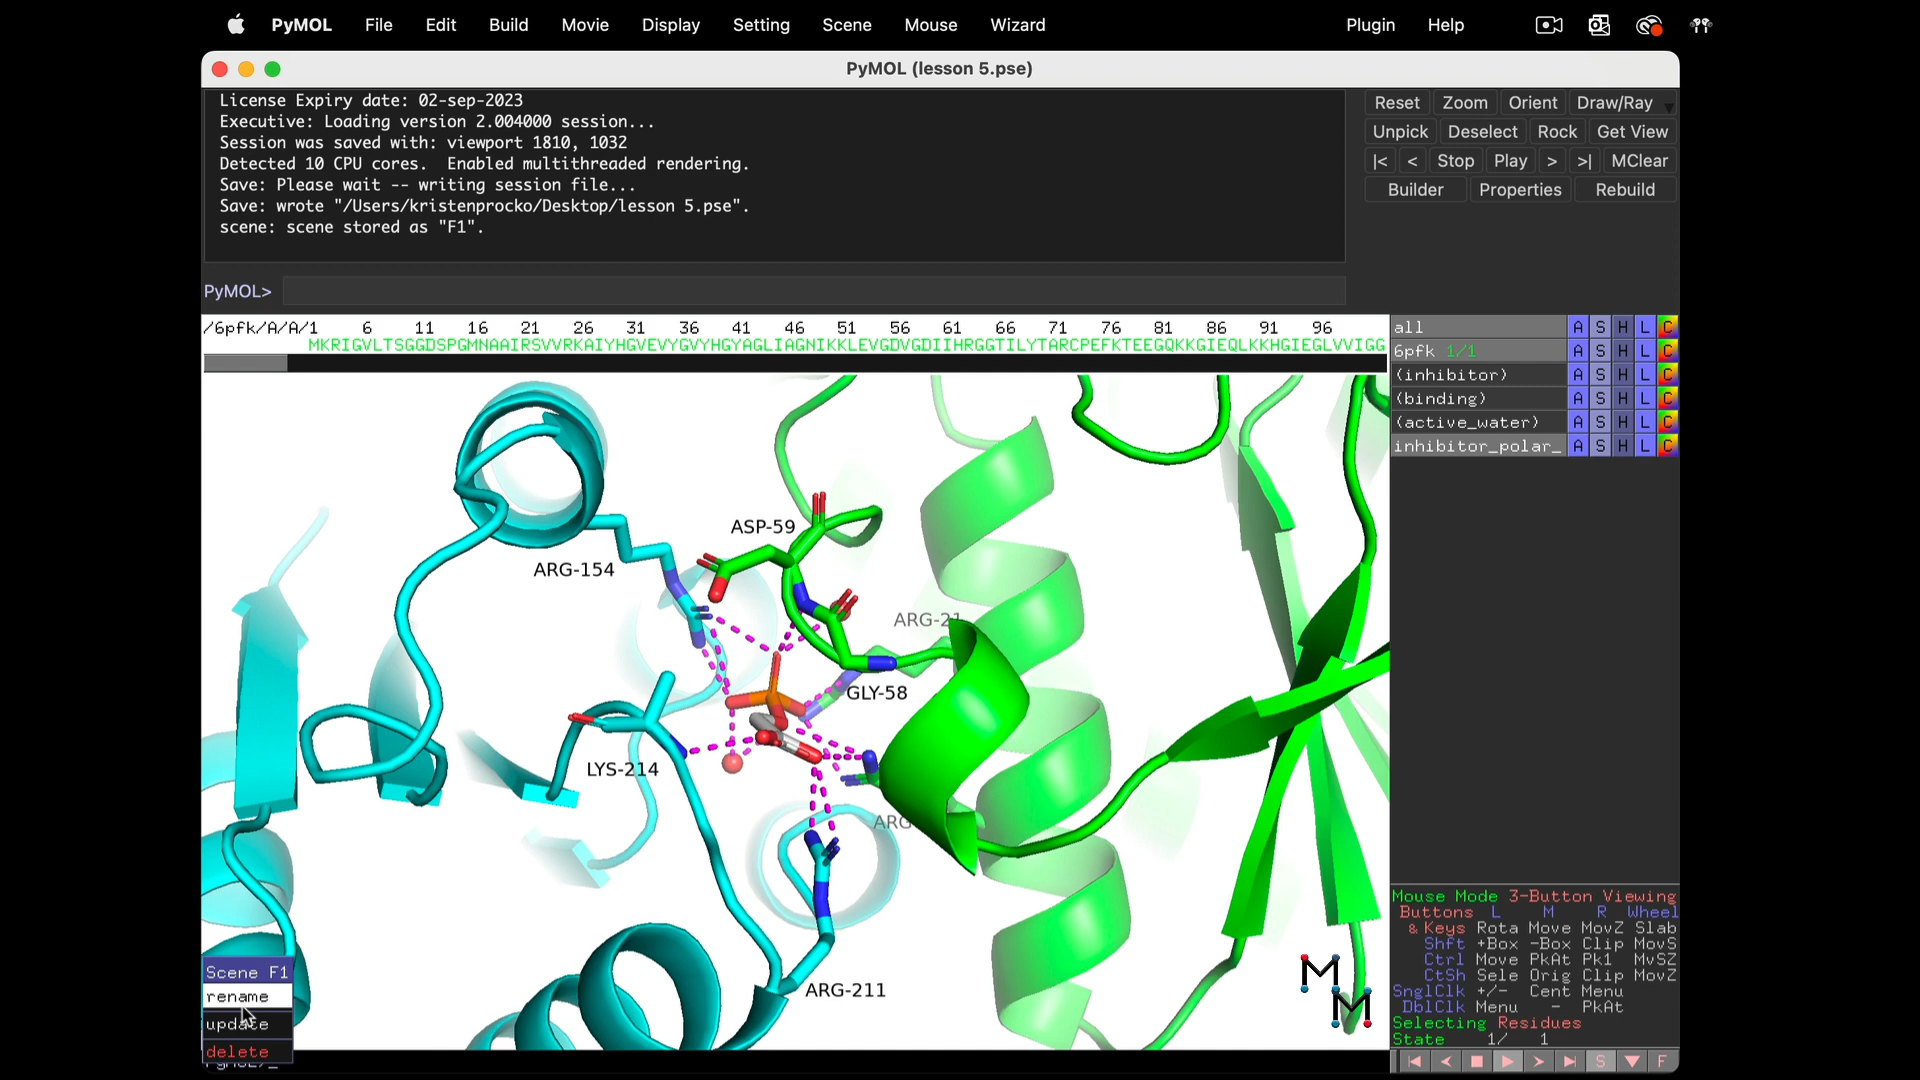 PyMOL File Edit Build Movie Display Setting Scene Mouse Wizard Plugin Help
PyMOL (lesson 5.pse)
License Expiry date: 02-sep-2023
Executive: Loading version 2.004000 session...
Session was saved with: viewport 1810, 1032
Detected 10 CPU cores.  Enabled multithreaded rendering.
Save: Please wait -- writing session file...
Save: wrote "/Users/kristenprocko/Desktop/lesson 5.pse".
scene: scene stored as "F1".
Reset Zoom Orient Draw/Ray
Unpick Deselect Rock Get View
|< < Stop Play > >| MClear
Builder Properties Rebuild
PyMOL>
/6pfk/A/A/1 6 11 16 21 26 31 36 41 46 51 56 61 66 71 76 81 86 91 96
MKRIGVLTSGGDSPGMNAAIRSVVRKAIYHGVEVYGVYHGYAGLIAGNIKKLEVGDVGDIIHRGGTILYTARCPEFKTEEGQKKGIEQLKKHGIEGLVVIGG
all A S H L C
6pfk 1/1 A S H L C
(inhibitor) A S H L C
(binding) A S H L C
(active_water) A S H L C
inhibitor_polar_ A S H L C
ASP-59
ARG-154
ARG-21
GLY-58
LYS-214
ARG
ARG-211
M
M
Scene F1
rename
update
delete
Mouse Mode 3-Button Viewing
Buttons L M R Wheel
& Keys Rota Move MovZ Slab
Shft +Box -Box Clip MovS
Ctrl Move PkAt Pk1 MvSZ
CtSh Sele Orig Clip MovZ
SnglClk +/- Cent Menu
DblClk Menu - PkAt
Selecting Residues
State 1/ 1
S F